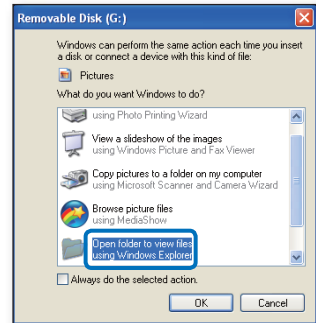 Removable Disk (G:)
Windows can perform the same action each time you insert
a disk or connect a device with this kind of file:
Pictures
What do you want Windows to do?
using Photo Printing Wizard
View a slideshow of the images
using Windows Picture and Fax Viewer
Copy pictures to a folder on my computer
using Microsoft Scanner and Camera Wizard
Browse picture files
using MediaShow
Open folder to view files
using Windows Explorer
Always do the selected action.
OK
Cancel